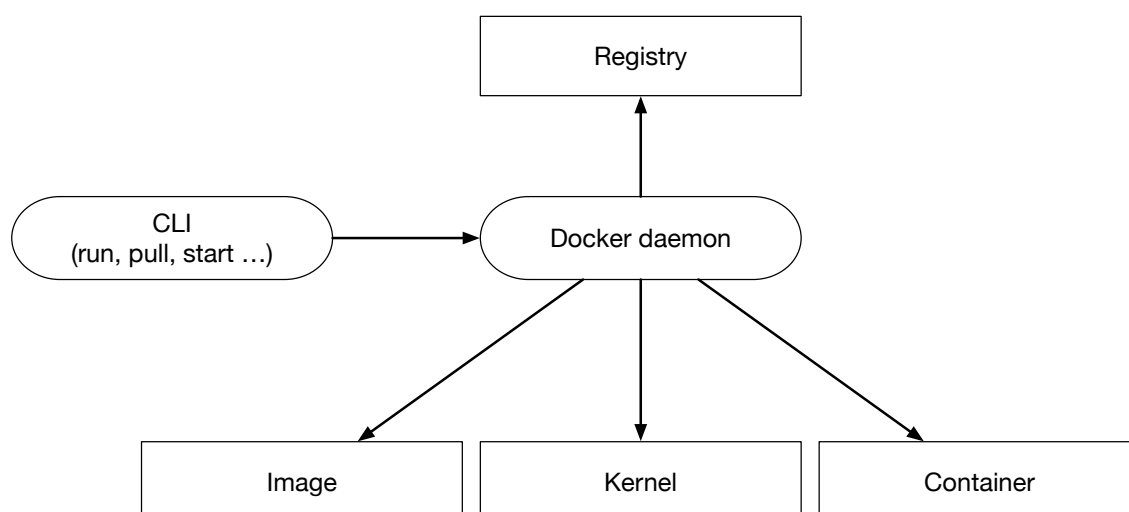 Registry
CLI
(run, pull, start …)
Docker daemon
Image
Kernel
Container